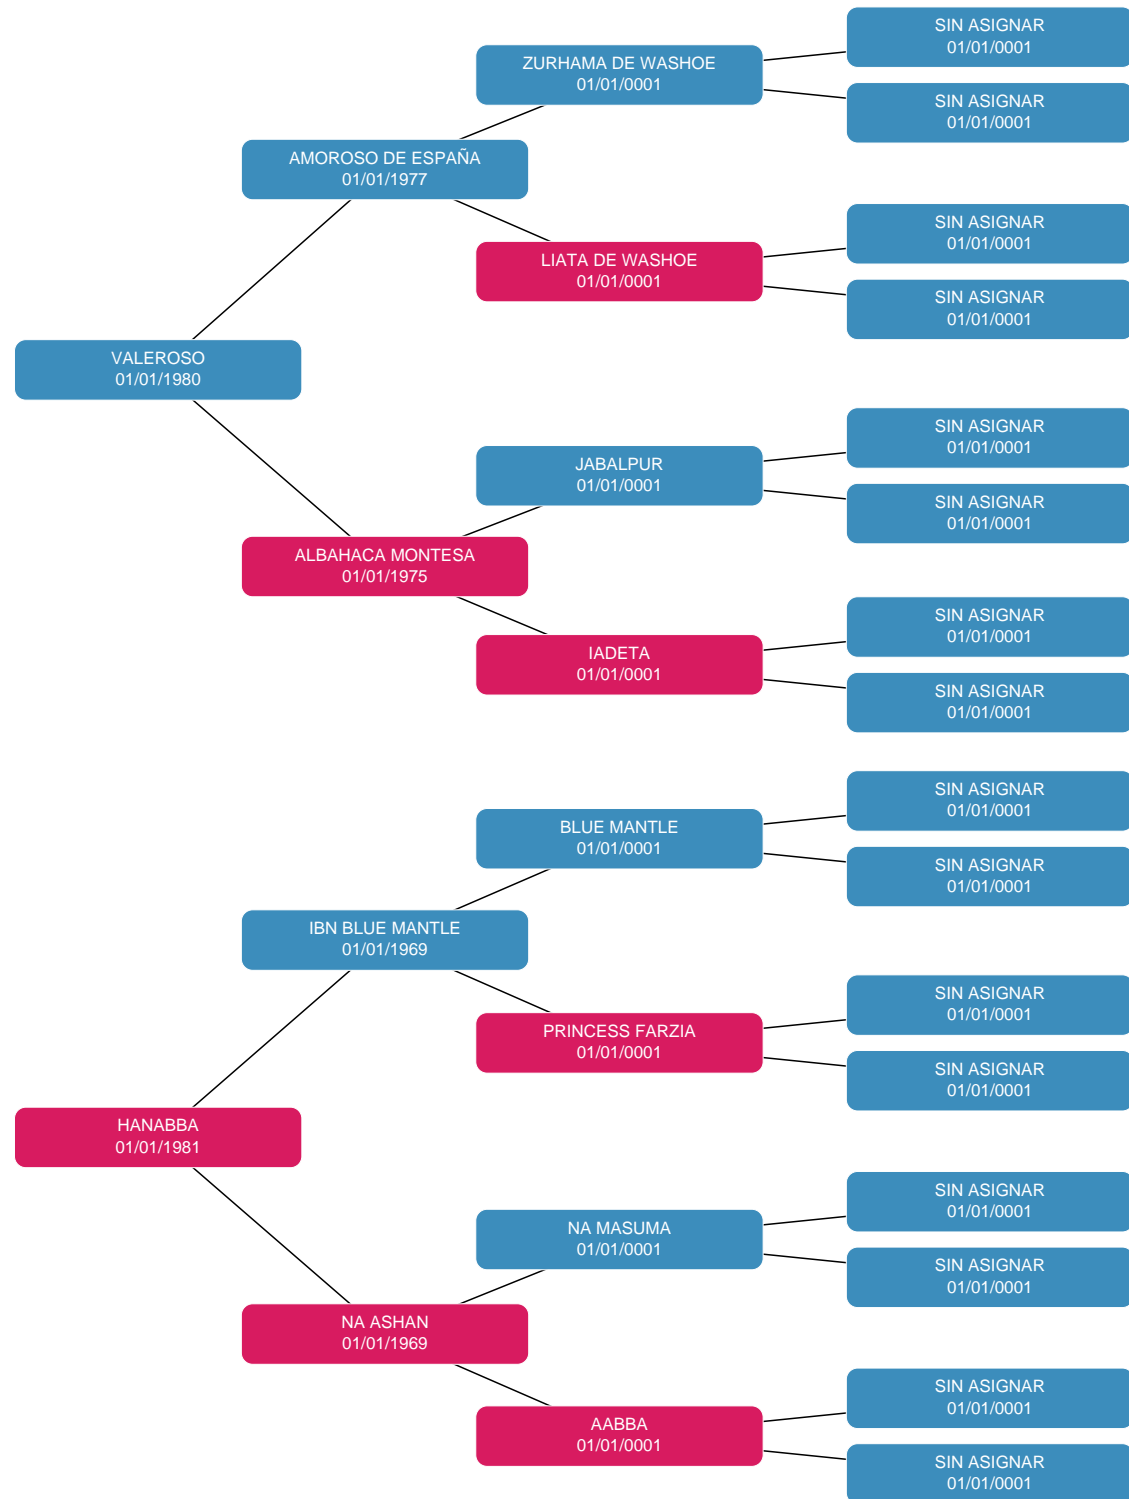 SIN ASIGNAR
01/01/0001
ZURHAMA DE WASHOE
01/01/0001
SIN ASIGNAR
01/01/0001
AMOROSO DE ESPAÑA
01/01/1977
SIN ASIGNAR
01/01/0001
LIATA DE WASHOE
01/01/0001
SIN ASIGNAR
01/01/0001
VALEROSO
01/01/1980
SIN ASIGNAR
01/01/0001
JABALPUR
01/01/0001
SIN ASIGNAR
01/01/0001
ALBAHACA MONTESA
01/01/1975
SIN ASIGNAR
01/01/0001
IADETA
01/01/0001
SIN ASIGNAR
01/01/0001
SIN ASIGNAR
01/01/0001
BLUE MANTLE
01/01/0001
SIN ASIGNAR
01/01/0001
IBN BLUE MANTLE
01/01/1969
SIN ASIGNAR
01/01/0001
PRINCESS FARZIA
01/01/0001
SIN ASIGNAR
01/01/0001
HANABBA
01/01/1981
SIN ASIGNAR
01/01/0001
NA MASUMA
01/01/0001
SIN ASIGNAR
01/01/0001
NA ASHAN
01/01/1969
SIN ASIGNAR
01/01/0001
AABBA
01/01/0001
SIN ASIGNAR
01/01/0001